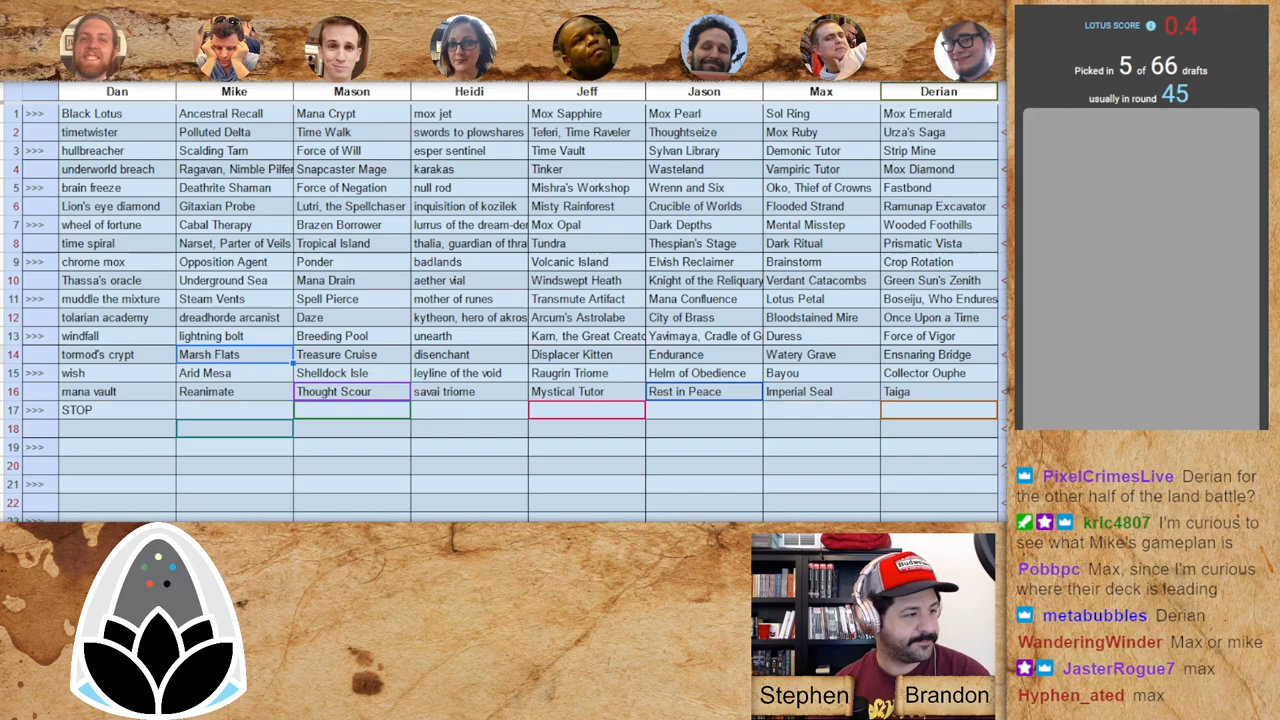 LOTUS SCORE i 0.4
Picked in 5 of 66 drafts
usually in round 45
Dan Mike Mason Heidi Jeff Jason Max Derian
1 >>> Black Lotus Ancestral Recall Mana Crypt mox jet Mox Sapphire Mox Pearl Sol Ring Mox Emerald
2 timetwister Polluted Delta Time Walk swords to plowshares Teferi, Time Raveler Thoughtseize Mox Ruby Urza's Saga <
3 >>> hullbreacher Scalding Tarn Force of Will esper sentinel Time Vault Sylvan Library Demonic Tutor Strip Mine
4 underworld breach Ragavan, Nimble Pilfer Snapcaster Mage karakas Tinker Wasteland Vampiric Tutor Mox Diamond <
5 >>> brain freeze Deathrite Shaman Force of Negation null rod Mishra's Workshop Wrenn and Six Oko, Thief of Crowns Fastbond
6 Lion's eye diamond Gitaxian Probe Lutri, the Spellchaser inquisition of kozilek Misty Rainforest Crucible of Worlds Flooded Strand Ramunap Excavator <
7 >>> wheel of fortune Cabal Therapy Brazen Borrower lurrus of the dream-der Mox Opal Dark Depths Mental Misstep Wooded Foothills
8 time spiral Narset, Parter of Veils Tropical Island thalia, guardian of thra Tundra Thespian's Stage Dark Ritual Prismatic Vista <
9 >>> chrome mox Opposition Agent Ponder badlands Volcanic Island Elvish Reclaimer Brainstorm Crop Rotation
10 Thassa's oracle Underground Sea Mana Drain aether vial Windswept Heath Knight of the Reliquary Verdant Catacombs Green Sun's Zenith <
11 >>> muddle the mixture Steam Vents Spell Pierce mother of runes Transmute Artifact Mana Confluence Lotus Petal Boseiju, Who Endures
12 tolarian academy dreadhorde arcanist Daze kytheon, hero of akros Arcum's Astrolabe City of Brass Bloodstained Mire Once Upon a Time <
13 >>> windfall lightning bolt Breeding Pool unearth Karn, the Great Creato Yavimaya, Cradle of G Duress Force of Vigor
14 tormod's crypt Marsh Flats Treasure Cruise disenchant Displacer Kitten Endurance Watery Grave Ensnaring Bridge <
15 >>> wish Arid Mesa Shelldock Isle leyline of the void Raugrin Triome Helm of Obedience Bayou Collector Ouphe
16 mana vault Reanimate Thought Scour savai triome Mystical Tutor Rest in Peace Imperial Seal Taiga <
17 >>> STOP
18 <
19 >>>
20 <
21 >>>
22 <
PixelCrimesLive Derian for
the other half of the land battle?
kric4807 I'm curious to
see what Mike's gameplan is
Pobbpc Max, since I'm curious
where their deck is leading
metabubbles Derian
WanderingWinder Max or mike
JasterRogue7 max
Hyphen_ated max
Budweiser
Stephen Brandon